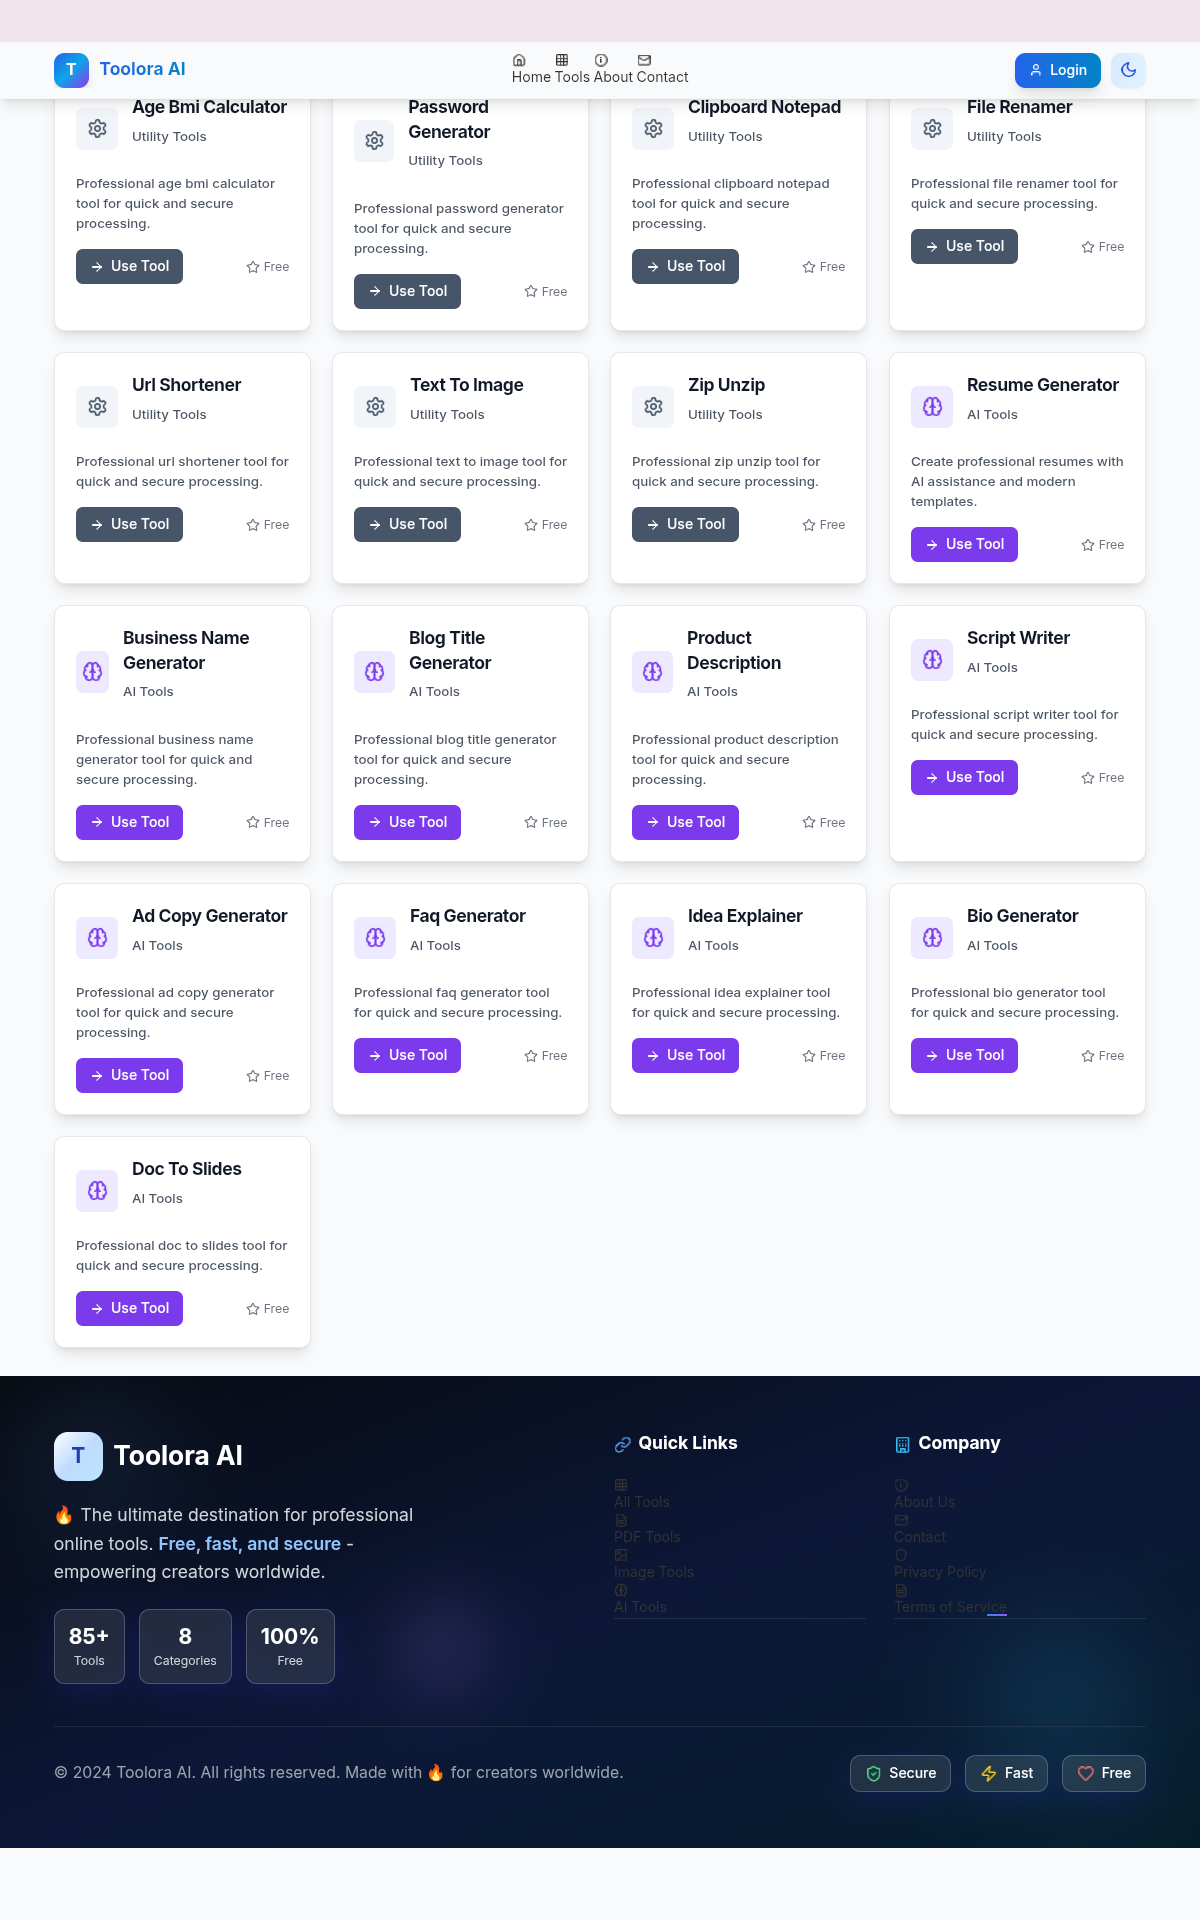 T Toolora AI
Home Tools About Contact
Login
Age Bmi Calculator
Utility Tools
Professional age bmi calculator
tool for quick and secure
processing.
Use Tool
Free
Password
Generator
Utility Tools
Professional password generator
tool for quick and secure
processing.
Use Tool
Free
Clipboard Notepad
Utility Tools
Professional clipboard notepad
tool for quick and secure
processing.
Use Tool
Free
File Renamer
Utility Tools
Professional file renamer tool for
quick and secure processing.
Use Tool
Free
Url Shortener
Utility Tools
Professional url shortener tool for
quick and secure processing.
Use Tool
Free
Text To Image
Utility Tools
Professional text to image tool for
quick and secure processing.
Use Tool
Free
Zip Unzip
Utility Tools
Professional zip unzip tool for
quick and secure processing.
Use Tool
Free
Resume Generator
AI Tools
Create professional resumes with
AI assistance and modern
templates.
Use Tool
Free
Business Name
Generator
AI Tools
Professional business name
generator tool for quick and
secure processing.
Use Tool
Free
Blog Title
Generator
AI Tools
Professional blog title generator
tool for quick and secure
processing.
Use Tool
Free
Product
Description
AI Tools
Professional product description
tool for quick and secure
processing.
Use Tool
Free
Script Writer
AI Tools
Professional script writer tool for
quick and secure processing.
Use Tool
Free
Ad Copy Generator
AI Tools
Professional ad copy generator
tool for quick and secure
processing.
Use Tool
Free
Faq Generator
AI Tools
Professional faq generator tool
for quick and secure processing.
Use Tool
Free
Idea Explainer
AI Tools
Professional idea explainer tool
for quick and secure processing.
Use Tool
Free
Bio Generator
AI Tools
Professional bio generator tool
for quick and secure processing.
Use Tool
Free
Doc To Slides
AI Tools
Professional doc to slides tool for
quick and secure processing.
Use Tool
Free
T Toolora AI
🔥 The ultimate destination for professional
online tools. Free, fast, and secure -
empowering creators worldwide.
85+
Tools
8
Categories
100%
Free
Quick Links
All Tools
PDF Tools
Image Tools
AI Tools
Company
About Us
Contact
Privacy Policy
Terms of Service
© 2024 Toolora AI. All rights reserved. Made with 🔥 for creators worldwide.
Secure
Fast
Free